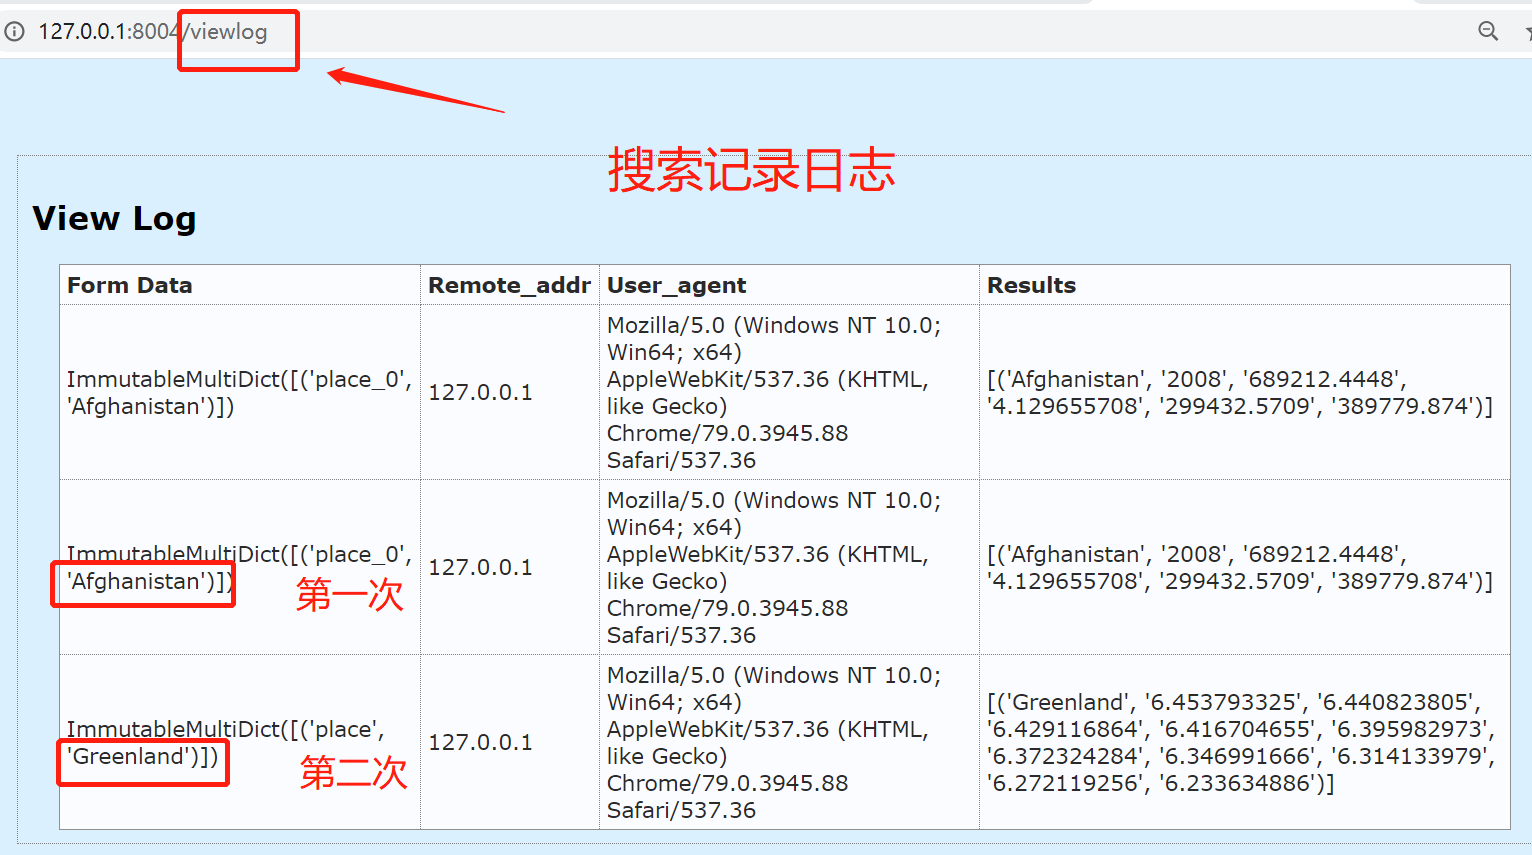 127.0.0.1:8004/viewlog
搜索记录日志
View Log
Form Data
Remote_addr
User_agent
Results
ImmutableMultiDict([('place_0',
'Afghanistan')])
127.0.0.1
Mozilla/5.0 (Windows NT 10.0;
Win64; x64)
AppleWebKit/537.36 (KHTML,
like Gecko)
Chrome/79.0.3945.88
Safari/537.36
[('Afghanistan', '2008', '689212.4448',
'4.129655708', '299432.5709', '389779.874')]
ImmutableMultiDict([('place_0',
'Afghanistan')])
第一次
127.0.0.1
Mozilla/5.0 (Windows NT 10.0;
Win64; x64)
AppleWebKit/537.36 (KHTML,
like Gecko)
Chrome/79.0.3945.88
Safari/537.36
[('Afghanistan', '2008', '689212.4448',
'4.129655708', '299432.5709', '389779.874')]
ImmutableMultiDict([('place',
'Greenland')])
第二次
127.0.0.1
Mozilla/5.0 (Windows NT 10.0;
Win64; x64)
AppleWebKit/537.36 (KHTML,
like Gecko)
Chrome/79.0.3945.88
Safari/537.36
[('Greenland', '6.453793325', '6.440823805',
'6.429116864', '6.416704655', '6.395982973',
'6.372324284', '6.346991666', '6.314133979',
'6.272119256', '6.233634886')]